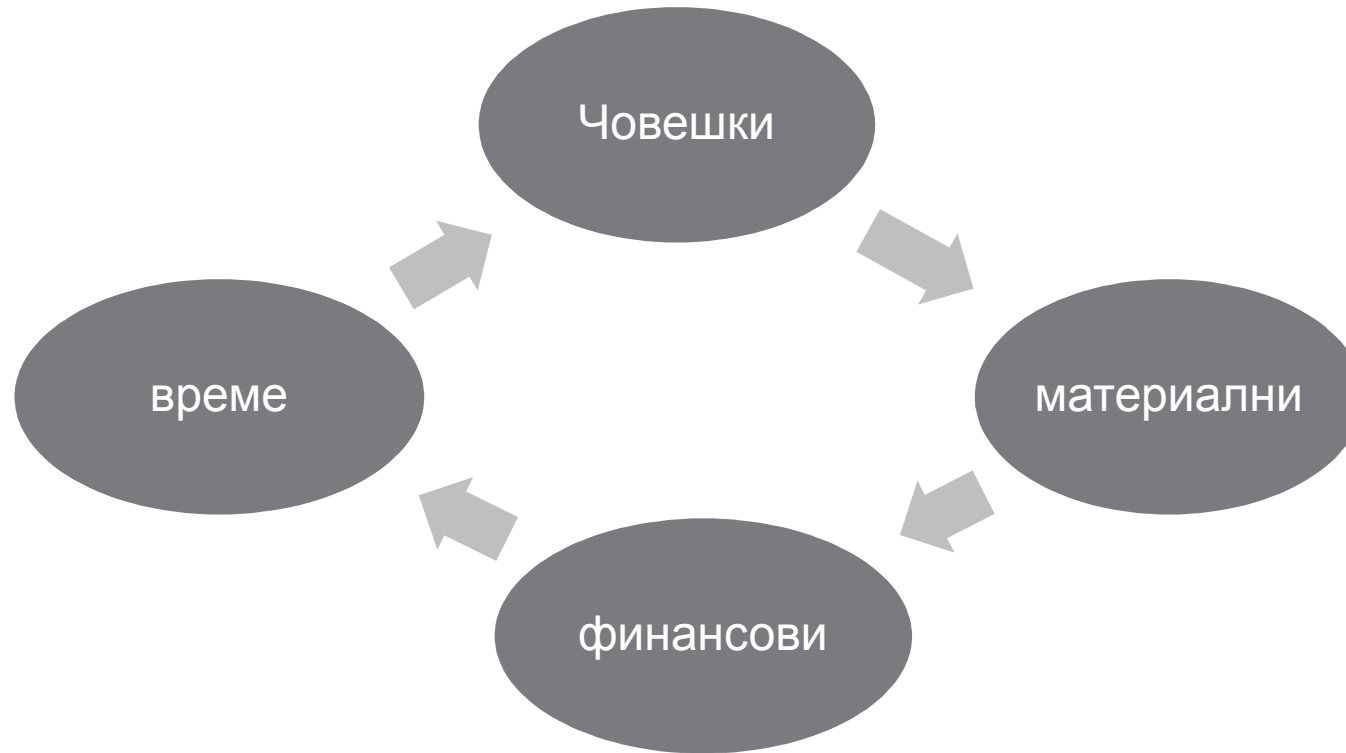 Човешки
време
материални
финансови